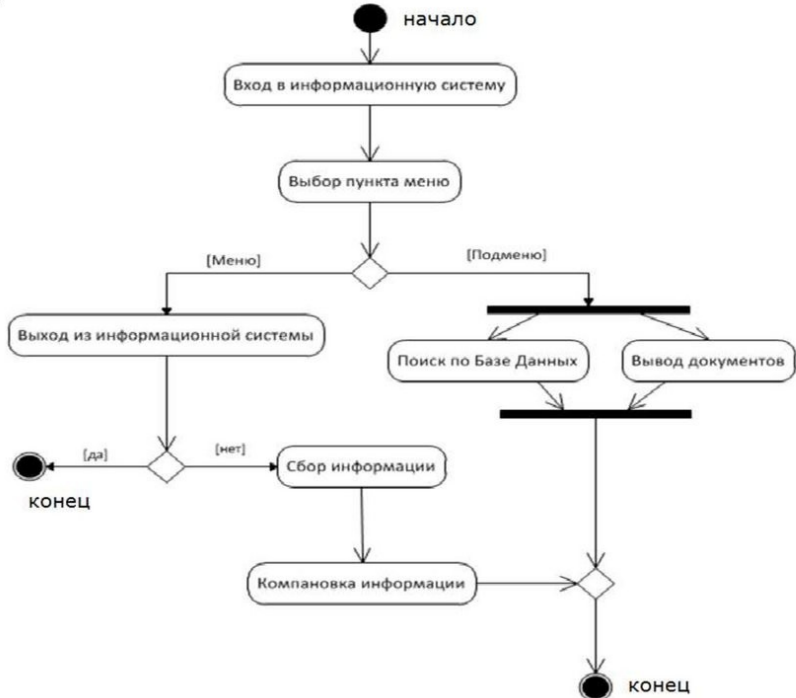 начало
Вход в информационную систему
Выбор пункта меню
[Меню]
[Подменю]
Выход из информационной системы
Поиск по Базе Данных
Вывод документов
[да]
[нет]
Сбор информации
конец
Компановка информации
конец